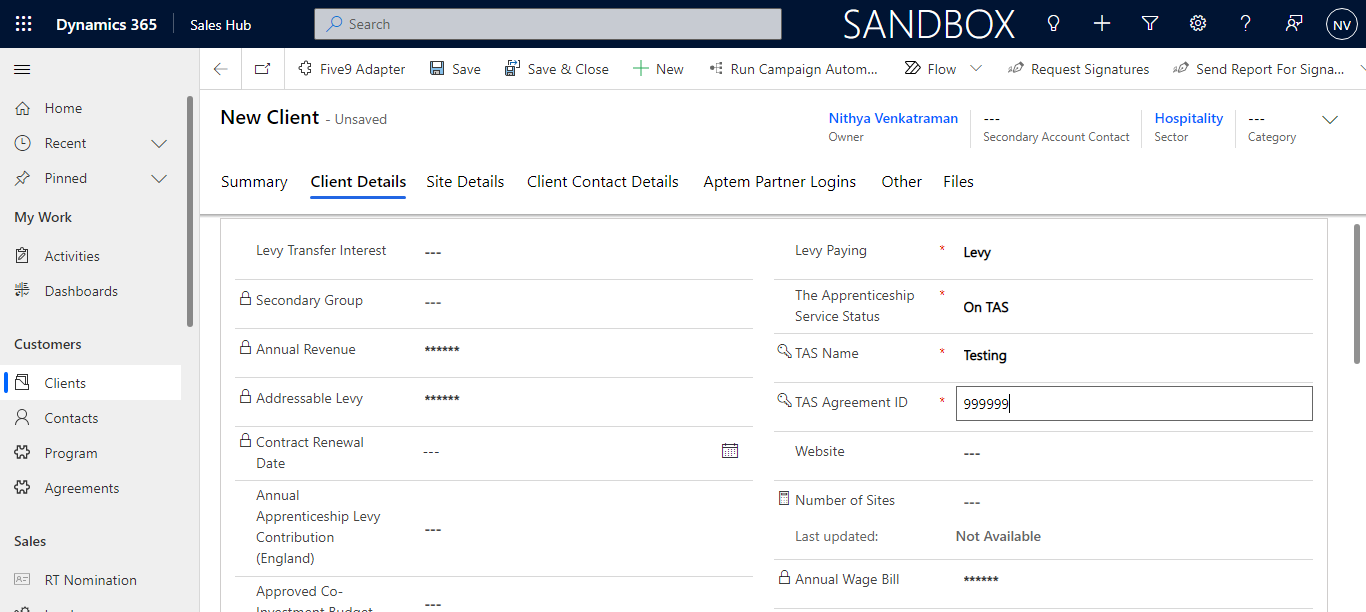 Dynamics 365
Sales Hub
Search
SANDBOX
NV
Five9 Adapter
Save
Save & Close
New
Run Campaign Autom...
Flow
Request Signatures
Send Report For Signa...
Home
Recent
Pinned
My Work
Activities
Dashboards
Customers
Clients
Contacts
Program
Agreements
Sales
RT Nomination
New Client - Unsaved
Nithya Venkatraman
Owner
---
Secondary Account Contact
Hospitality
Sector
---
Category
Summary
Client Details
Site Details
Client Contact Details
Aptem Partner Logins
Other
Files
Levy Transfer Interest
---
Secondary Group
---
Annual Revenue
******
Addressable Levy
******
Contract Renewal
Date
---
Annual
Apprenticeship Levy
Contribution
(England)
---
Approved Co-
Investment Budget
---
Levy Paying
*
Levy
The Apprenticeship
Service Status
*
On TAS
TAS Name
*
Testing
TAS Agreement ID
*
999999
Website
---
Number of Sites
---
Last updated:
Not Available
Annual Wage Bill
******